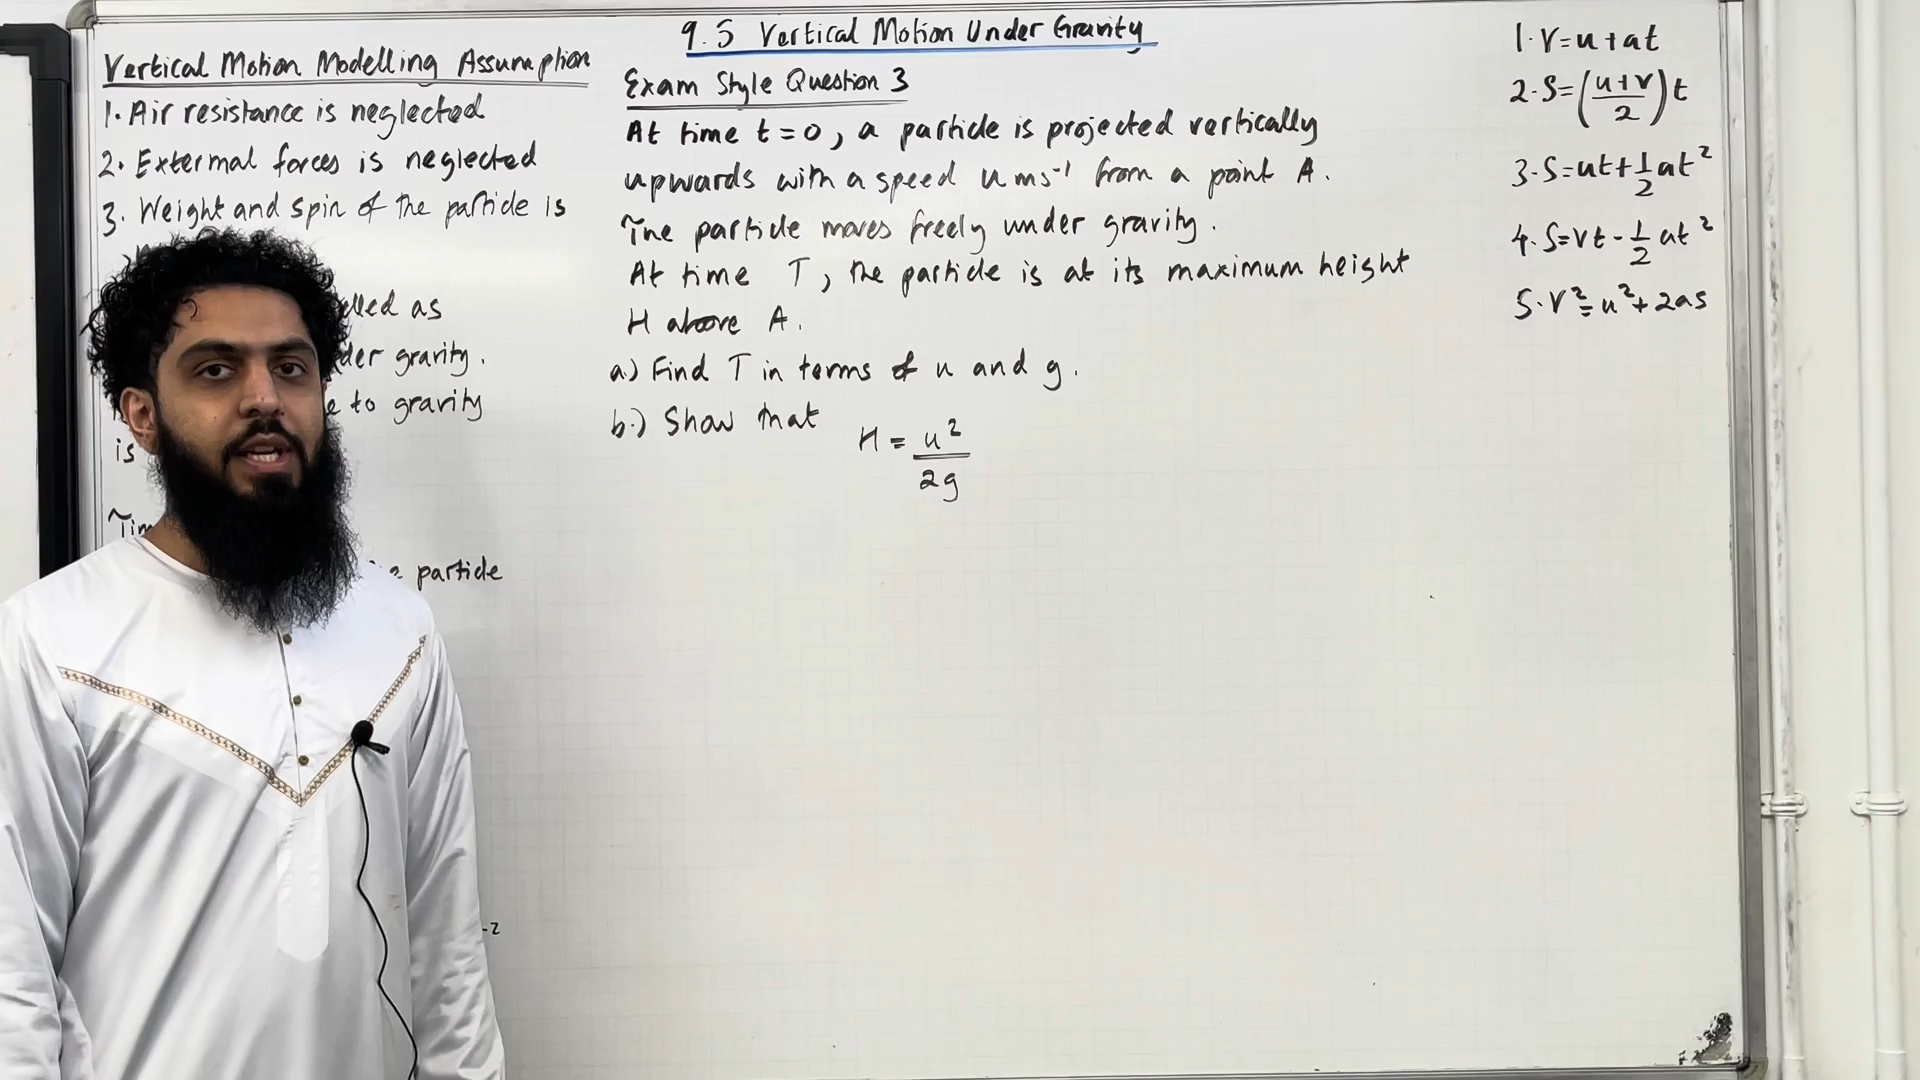 9.5 Vertical Motion Under Gravity
Vertical Motion Modelling Assumption
1. Air resistance is neglected
2. External forces is neglected
3. Weight and spin of the particle is
elled as
der gravity.
e to gravity
is
Tim
particle
-2
Exam Style Question 3
At time t=0, a particle is projected vertically
upwards with a speed u ms⁻¹ from a point A.
The particle moves freely under gravity.
At time T, the particle is at its maximum height
H above A.
a.) Find T in terms of u and g.
b.) Show that
H = u²/2g
1. V=u+at
2. S=(u+v/2)t
3. S=ut+1/2at²
4. S=Vt-1/2at²
5. V²=u²+2as